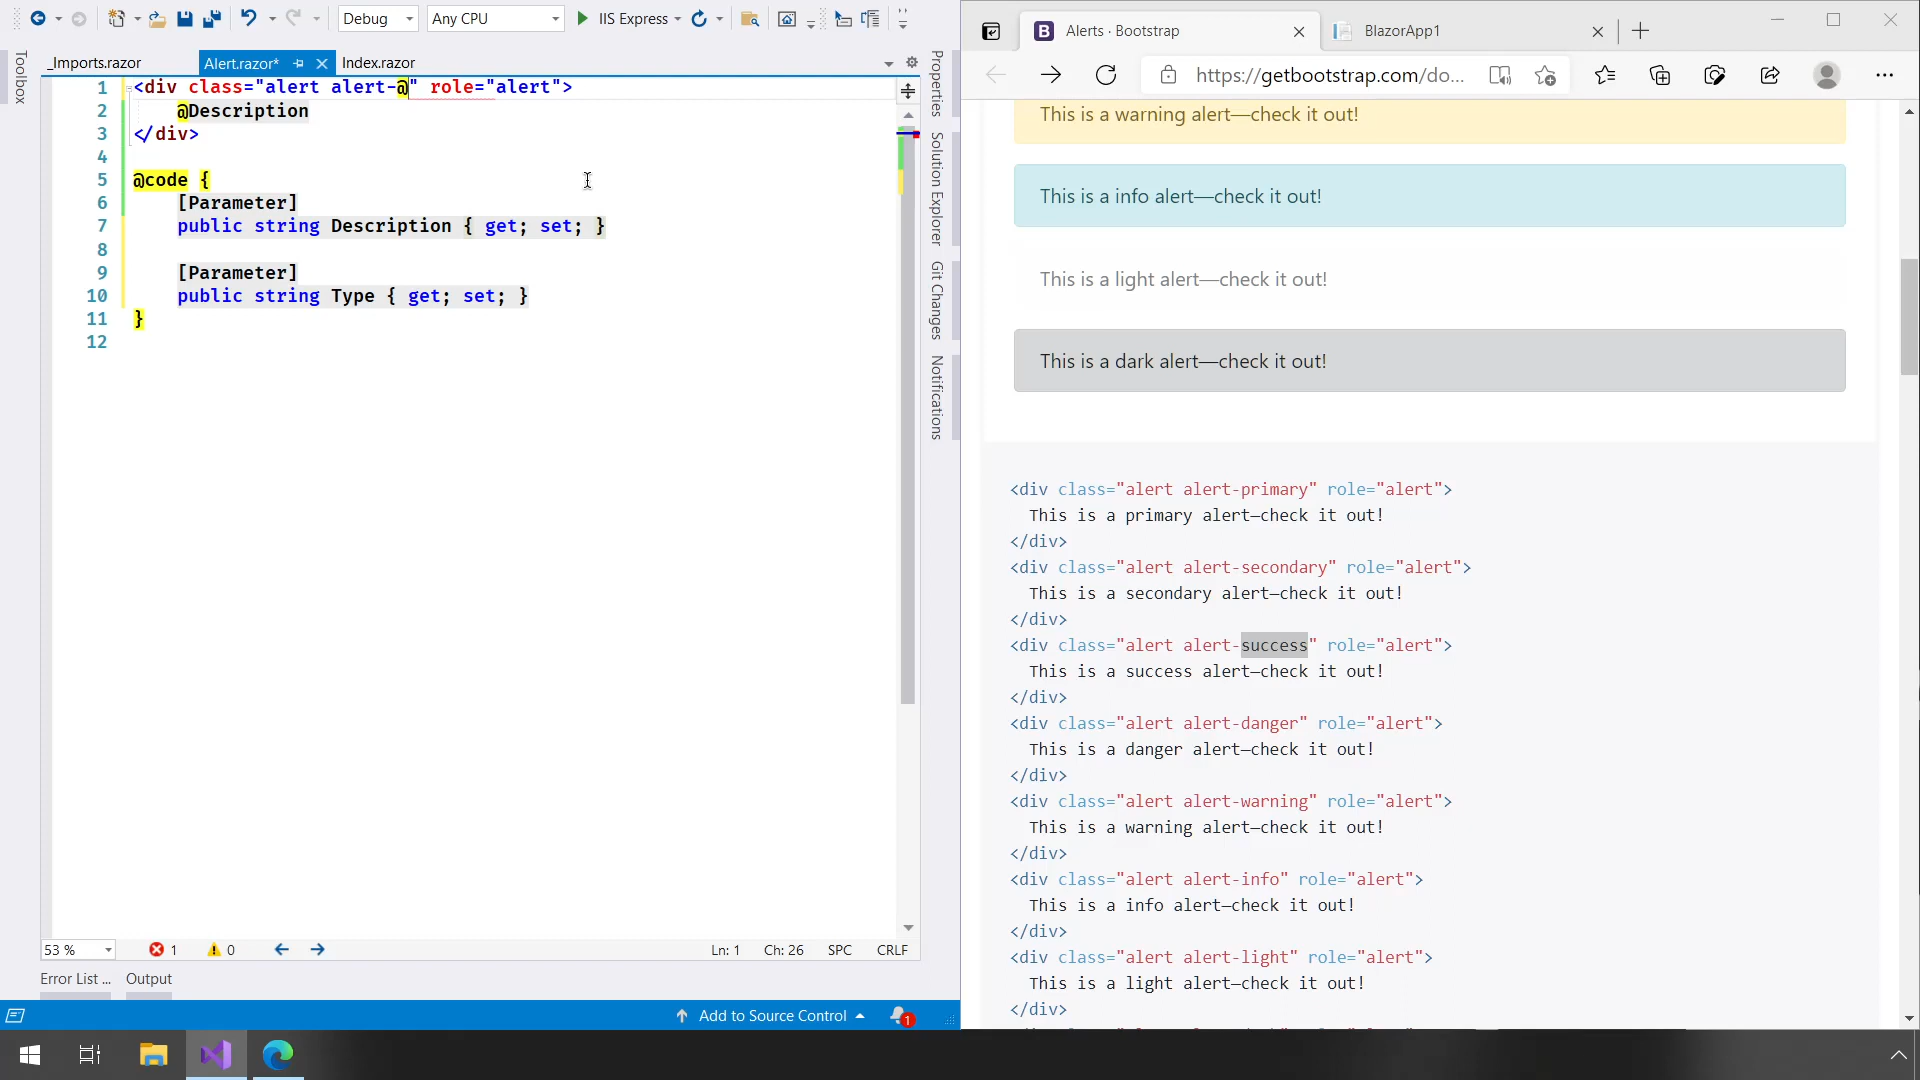 Debug
Any CPU
IIS Express
Toolbox
_Imports.razor
Alert.razor*
Index.razor
1 <div class="alert alert-@" role="alert">
2 @Description
3 </div>
4
5 @code {
6 [Parameter]
7 public string Description { get; set; }
8
9 [Parameter]
10 public string Type { get; set; }
11 }
12
53 %
1
0
Ln: 1
Ch: 26
SPC
CRLF
Error List ...
Output
Add to Source Control
1
Properties
Solution Explorer
Git Changes
Notifications
B
Alerts · Bootstrap
BlazorApp1
https://getbootstrap.com/do...
This is a warning alert—check it out!
This is a info alert—check it out!
This is a light alert—check it out!
This is a dark alert—check it out!
<div class="alert alert-primary" role="alert">
This is a primary alert—check it out!
</div>
<div class="alert alert-secondary" role="alert">
This is a secondary alert—check it out!
</div>
<div class="alert alert-success" role="alert">
This is a success alert—check it out!
</div>
<div class="alert alert-danger" role="alert">
This is a danger alert—check it out!
</div>
<div class="alert alert-warning" role="alert">
This is a warning alert—check it out!
</div>
<div class="alert alert-info" role="alert">
This is a info alert—check it out!
</div>
<div class="alert alert-light" role="alert">
This is a light alert—check it out!
</div>